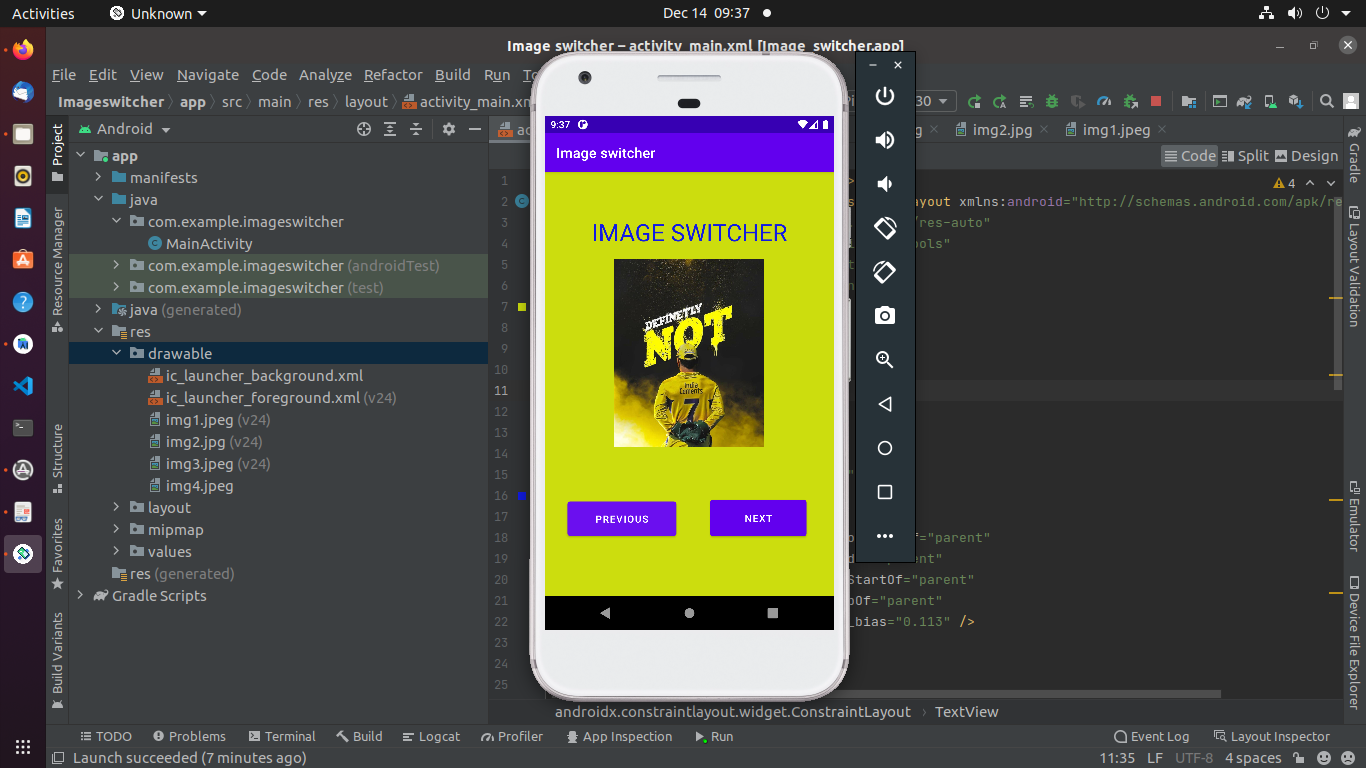 Activities Unknown Dec 14 09:37
Image switcher – activity_main.xml [Image_switcher.app]
File Edit View Navigate Code Analyze Refactor Build Run
Imageswitcher app src main res layout activity_main.xm 30
Android img2.jpg img1.jpeg
Code Split Design
app
manifests
java
com.example.imageswitcher
MainActivity
com.example.imageswitcher (androidTest)
com.example.imageswitcher (test)
java (generated)
res
drawable
ic_launcher_background.xml
ic_launcher_foreground.xml (v24)
img1.jpeg (v24)
img2.jpg (v24)
img3.jpeg (v24)
img4.jpeg
layout
mipmap
values
res (generated)
Gradle Scripts
Project
Resource Manager
Structure
Favorites
Build Variants
1
2
3
4
5
6
7
8
9
10
11
12
13
14
15
16
17
18
19
20
21
22
23
24
25
9:37
Image switcher
IMAGE SWITCHER
DEFINETLY
NOT
India
Cements
7
PREVIOUS NEXT
4
ayout xmlns:android="http://schemas.android.com/apk/re
/res-auto"
ools"
="parent"
"
StartOf="parent"
Of="parent"
_bias="0.113" />
Gradle
Layout Validation
Emulator
Device File Explorer
androidx.constraintlayout.widget.ConstraintLayout TextView
TODO Problems Terminal Build Logcat Profiler App Inspection Run Event Log Layout Inspector
Launch succeeded (7 minutes ago) 11:35 LF UTF-8 4 spaces